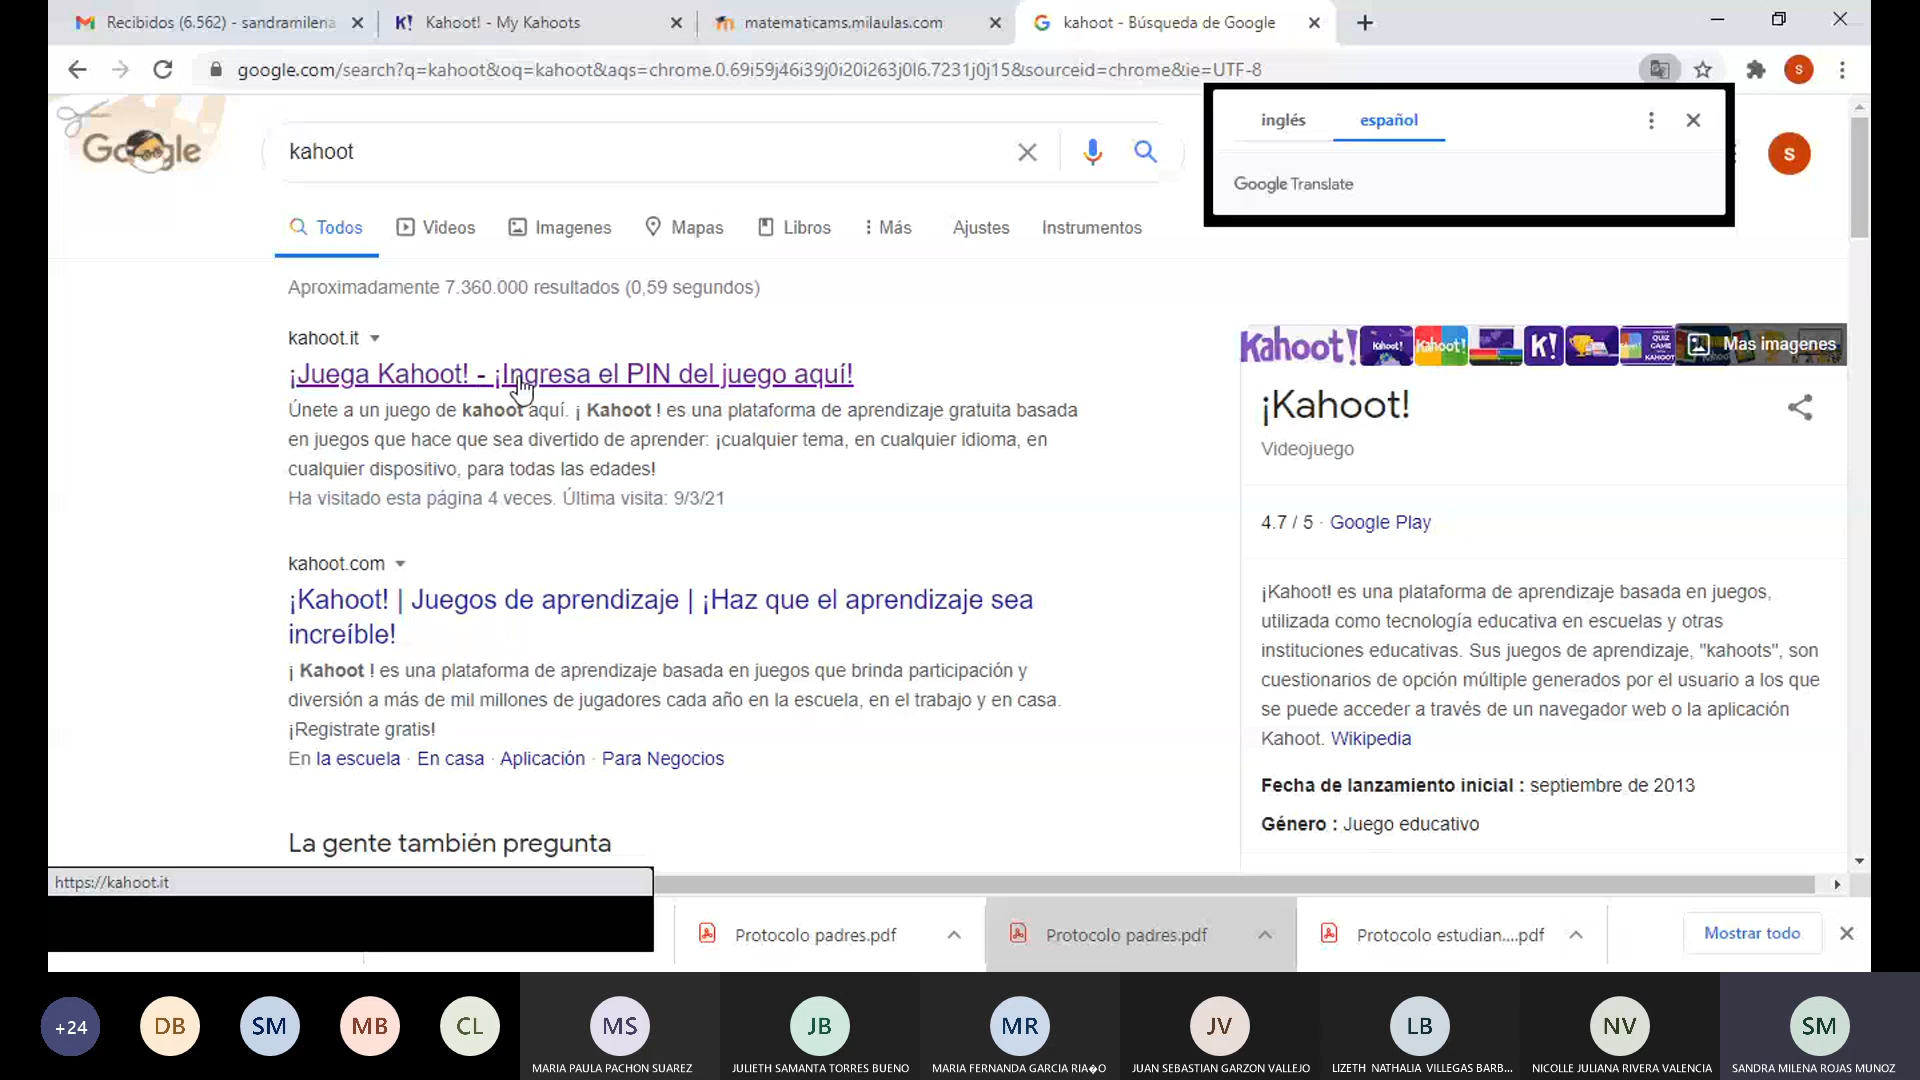 Recibidos (6.562) - sandramilena
K! Kahoot! - My Kahoots
matematicams.milaulas.com
kahoot - Búsqueda de Google
google.com/search?q=kahoot&oq=kahoot&aqs=chrome.0.69i59j46i39j0i20i263j0l6.7231j0j15&sourceid=chrome&ie=UTF-8
S
inglés
español
Google Translate
Google
kahoot
S
Todos
Videos
Imagenes
Mapas
Libros
Más
Ajustes
Instrumentos
Aproximadamente 7.360.000 resultados (0,59 segundos)
kahoot.it
¡Juega Kahoot! - ¡Ingresa el PIN del juego aquí!
Únete a un juego de kahoot aquí. ¡ Kahoot ! es una plataforma de aprendizaje gratuita basada
en juegos que hace que sea divertido de aprender: ¡cualquier tema, en cualquier idioma, en
cualquier dispositivo, para todas las edades!
Ha visitado esta página 4 veces. Última visita: 9/3/21
kahoot.com
¡Kahoot! | Juegos de aprendizaje | ¡Haz que el aprendizaje sea
increíble!
¡ Kahoot ! es una plataforma de aprendizaje basada en juegos que brinda participación y
diversión a más de mil millones de jugadores cada año en la escuela, en el trabajo y en casa.
¡Registrate gratis!
En la escuela · En casa · Aplicación · Para Negocios
La gente también pregunta
Kahoot!
Kahoot!
Kahoot!
K!
Mas imagenes
¡Kahoot!
Videojuego
4.7 / 5 · Google Play
¡Kahoot! es una plataforma de aprendizaje basada en juegos,
utilizada como tecnología educativa en escuelas y otras
instituciones educativas. Sus juegos de aprendizaje, "kahoots", son
cuestionarios de opción múltiple generados por el usuario a los que
se puede acceder a través de un navegador web o la aplicación
Kahoot. Wikipedia
Fecha de lanzamiento inicial : septiembre de 2013
Género : Juego educativo
https://kahoot.it
Protocolo padres.pdf
Protocolo padres.pdf
Protocolo estudian....pdf
Mostrar todo
+24
DB
SM
MB
CL
MS
JB
MR
JV
LB
NV
SM
MARIA PAULA PACHON SUAREZ
JULIETH SAMANTA TORRES BUENO
MARIA FERNANDA GARCIA RIA�O
JUAN SEBASTIAN GARZON VALLEJO
LIZETH NATHALIA VILLEGAS BARB...
NICOLLE JULIANA RIVERA VALENCIA
SANDRA MILENA ROJAS MUNOZ